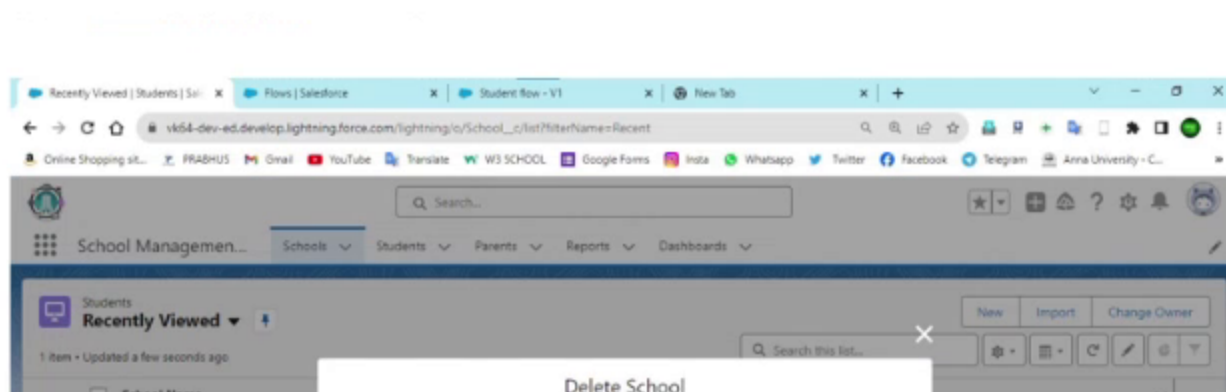 Recently Viewed | Students | Sal
Flows | Salesforce
Student flow - V1
New Tab
vk64-dev-ed.develop.lightning.force.com/lightning/o/School__c/list?filterName=Recent
Online Shopping sit... PRABHUS Gmail YouTube Translate W3 SCHOOL Google Forms Insta Whatsapp Twitter Facebook Telegram Anna University - C...
Search...
School Managemen... Schools Students Parents Reports Dashboards
Students
Recently Viewed
New Import Change Owner
1 item • Updated a few seconds ago
Search this list...
School Name
Delete School